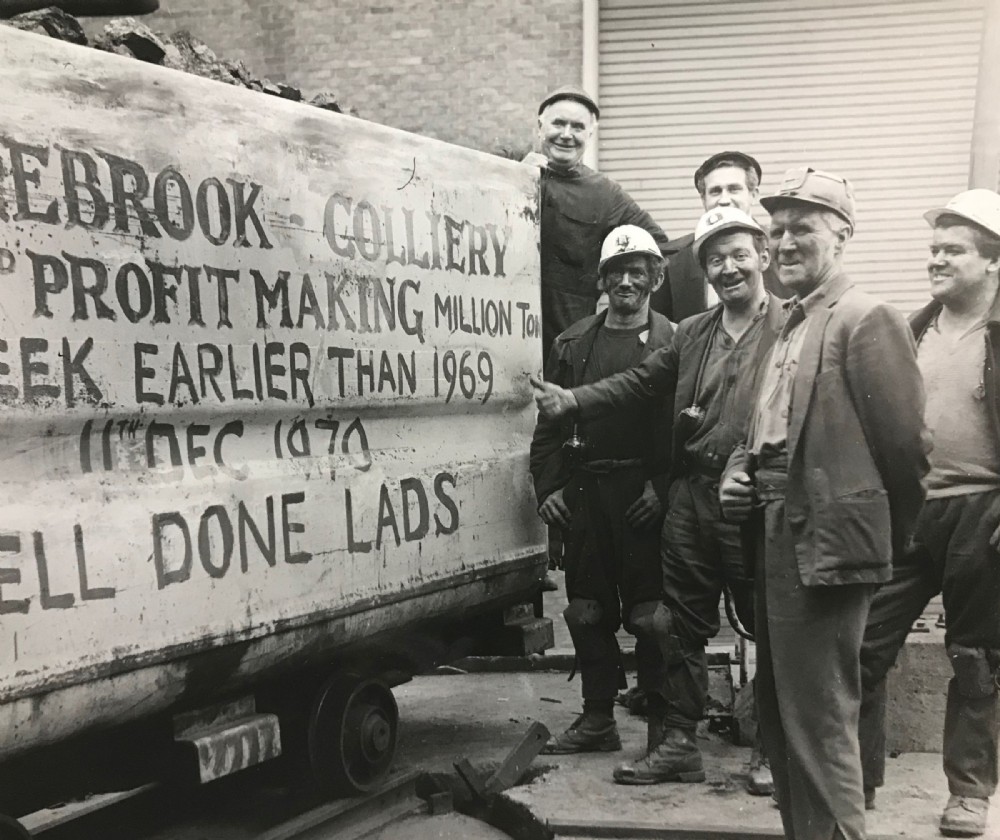 EBROOK - COLLIERY
P PROFIT MAKING MILLION TON
EEK EARLIER THAN 1969
11TH DEC 1970
ELL DONE LADS